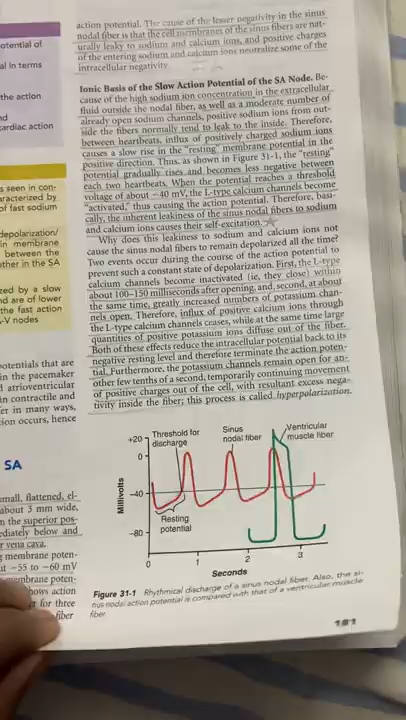 otential of
al in terms
the action
nd
cardiac action
s seen in con-
aracterized by
of fast sodium
depolarization/
in membrane
between the
other in the SA
zed by a slow
nd are of lower
the fast action
-V nodes
potentials that are
in the pacemaker
d atrioventricular
in contractile and
er in many ways,
ion occurs, hence
SA
small, flattened, el-
about 3 mm wide,
n the superior pos-
ediately below and
r vena cava.
g membrane poten-
ut −55 to −60 mV
membrane poten-
hows action
r for three
fiber
action potential. The cause of the lesser negativity in the sinus
nodal fiber is that the cell membranes of the sinus fibers are nat-
urally leaky to sodium and calcium ions, and positive charges
of the entering sodium and calcium ions neutralize some of the
intracellular negativity.
Ionic Basis of the Slow Action Potential of the SA Node. Be-
cause of the high sodium ion concentration in the extracellular
fluid outside the nodal fiber, as well as a moderate number of
already open sodium channels, positive sodium ions from out-
side the fibers normally tend to leak to the inside. Therefore,
between heartbeats, influx of positively charged sodium ions
causes a slow rise in the "resting" membrane potential in the
positive direction. Thus, as shown in Figure 31-1, the "resting"
potential gradually rises and becomes less negative between
each two heartbeats. When the potential reaches a threshold
voltage of about −40 mV, the L-type calcium channels become
"activated," thus causing the action potential. Therefore, basi-
cally, the inherent leakiness of the sinus nodal fibers to sodium
and calcium ions causes their self-excitation.
Why does this leakiness to sodium and calcium ions not
cause the sinus nodal fibers to remain depolarized all the time?
Two events occur during the course of the action potential to
prevent such a constant state of depolarization. First, the L-type
calcium channels become inactivated (ie, they close) within
about 100–150 milliseconds after opening, and, second, at about
the same time, greatly increased numbers of potassium chan-
nels open. Therefore, influx of positive calcium ions through
the L-type calcium channels ceases, while at the same time large
quantities of positive potassium ions diffuse out of the fiber.
Both of these effects reduce the intracellular potential back to its
negative resting level and therefore terminate the action poten-
tial. Furthermore, the potassium channels remain open for an-
other few tenths of a second, temporarily continuing movement
of positive charges out of the cell, with resultant excess nega-
tivity inside the fiber; this process is called hyperpolarization.
Threshold for
discharge
Sinus
nodal fiber
Ventricular
muscle fiber
+20
0
−40
−80
Millivolts
Resting
potential
0 1 2 3
Seconds
Figure 31-1 Rhythmical discharge of a sinus nodal fiber. Also, the si-
nus nodal action potential is compared with that of a ventricular muscle
fiber.
181